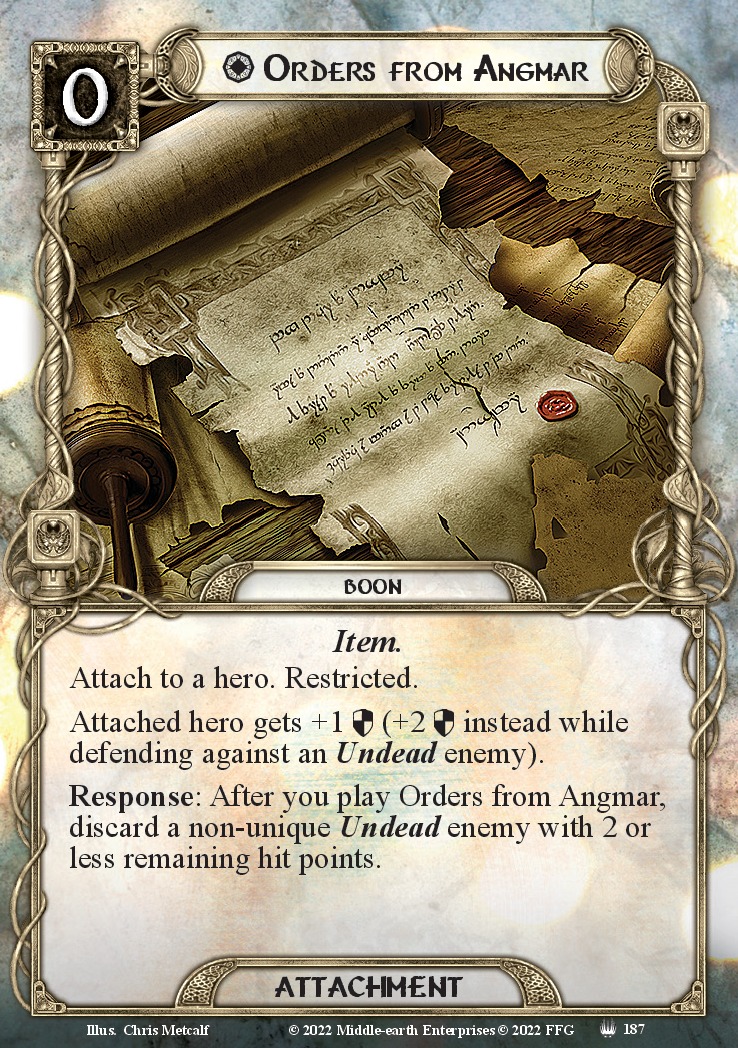 0
Orders from Angmar
Boon
Item.
Attach to a hero. Restricted.
Attached hero gets +1 (+2 instead while
defending against an Undead enemy).
Response: After you play Orders from Angmar,
discard a non-unique Undead enemy with 2 or
less remaining hit points.
Attachment
Illus. Chris Metcalf © 2022 Middle-earth Enterprises © 2022 FFG 187